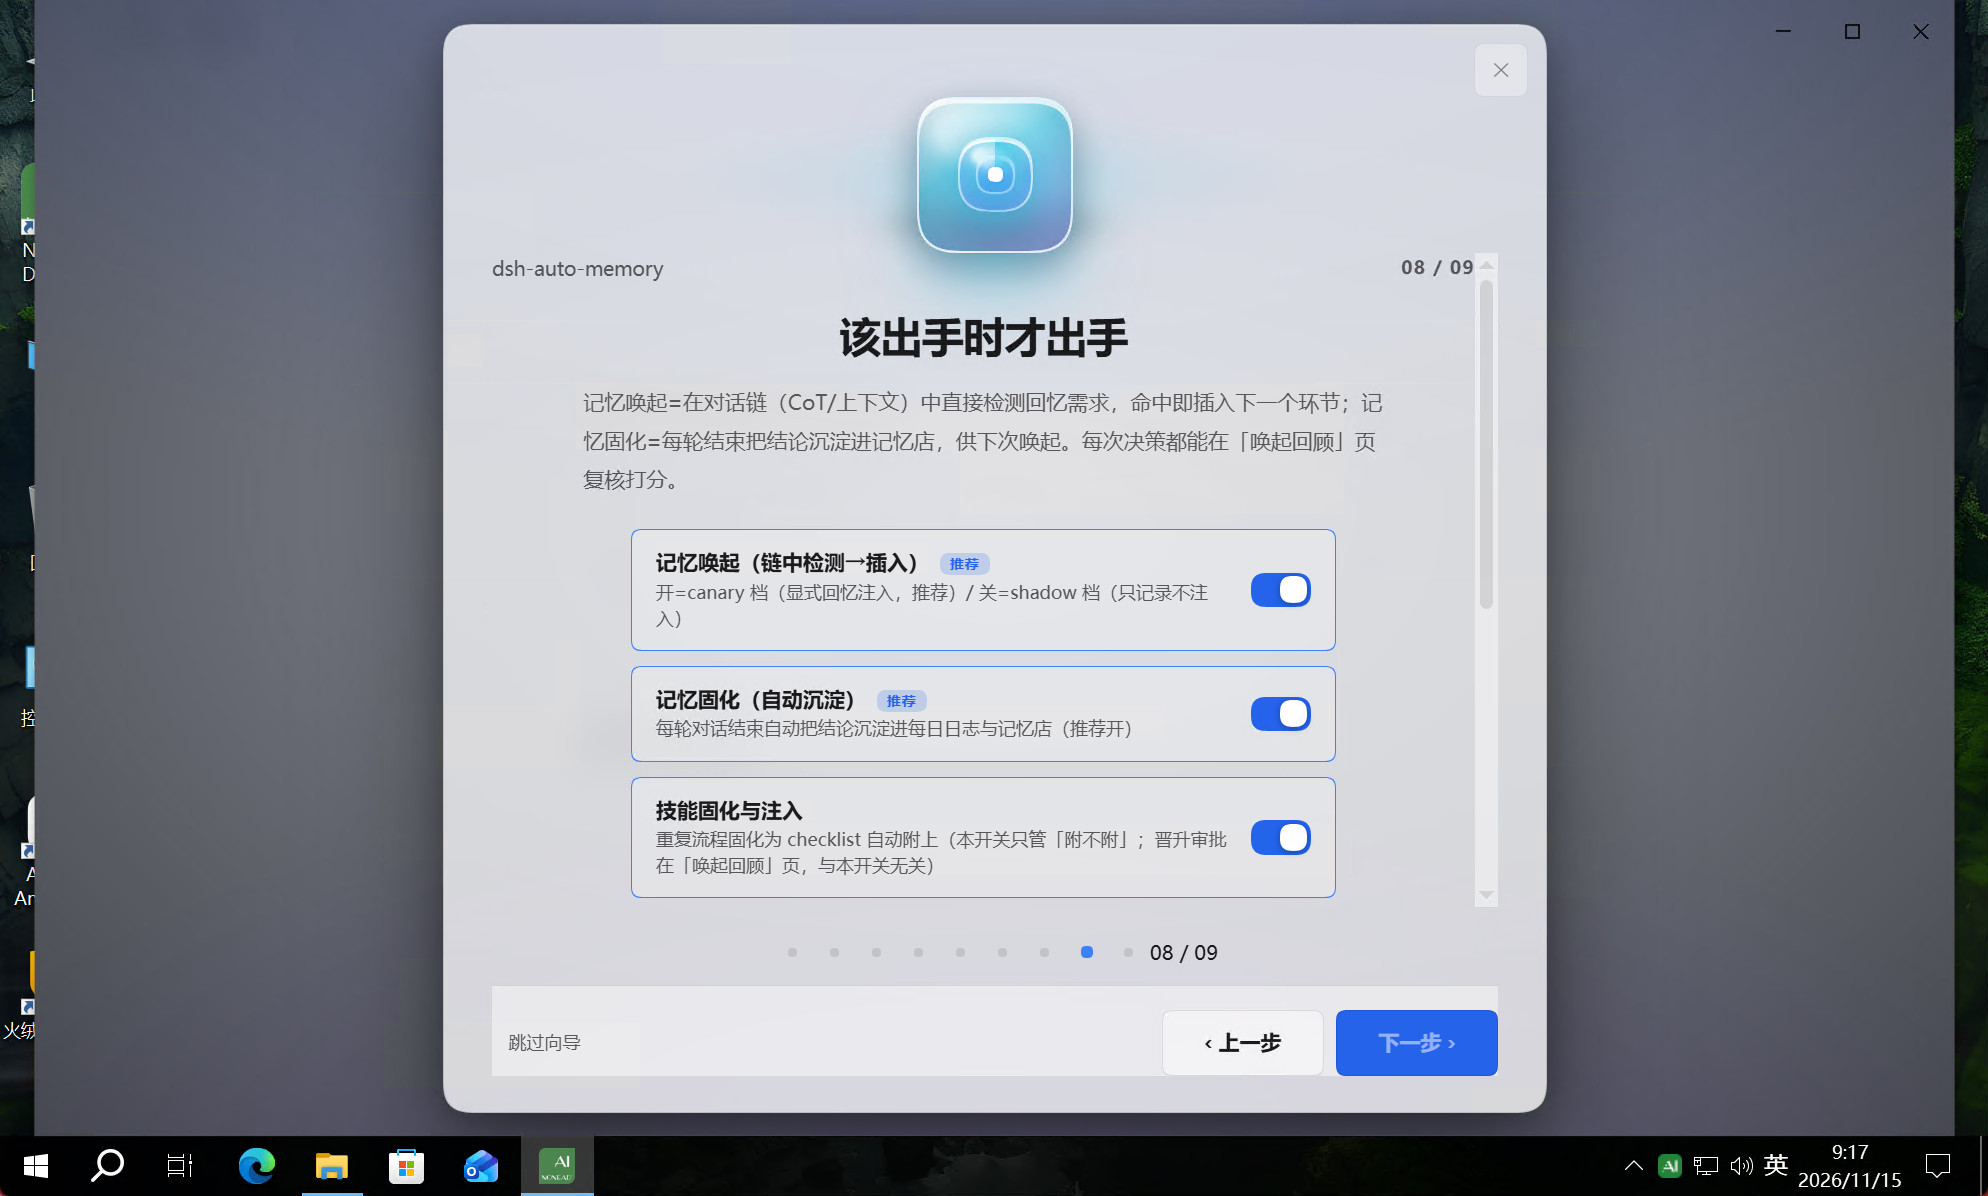 dsh-auto-memory
08 / 09
该出手时才出手
记忆唤起=在对话链（CoT/上下文）中直接检测回忆需求，命中即插入下一个环节；记
忆固化=每轮结束把结论沉淀进记忆店，供下次唤起。每次决策都能在「唤起回顾」页
复核打分。
记忆唤起（链中检测→插入） 推荐
开=canary 档（显式回忆注入，推荐）/ 关=shadow 档（只记录不注
入）
记忆固化（自动沉淀） 推荐
每轮对话结束自动把结论沉淀进每日日志与记忆店（推荐开）
技能固化与注入
重复流程固化为 checklist 自动附上（本开关只管「附不附」；晋升审批
在「唤起回顾」页，与本开关无关）
08 / 09
跳过向导
‹ 上一步
下一步 ›
N
D
控
A
An
火绒
AI
NONEAD
AI
英
9:17
2026/11/15